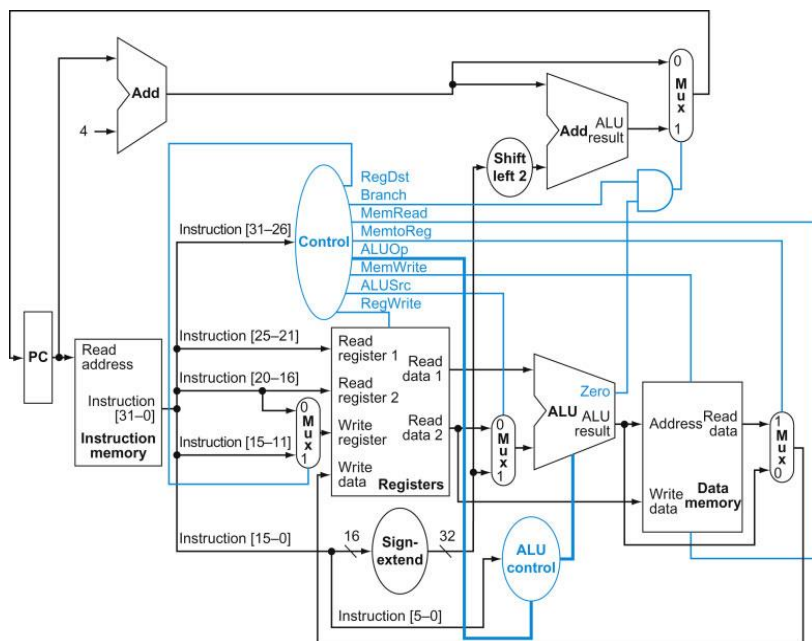 Add
4
0
M
u
x
1
Add
ALU
result
Shift
left 2
RegDst
Branch
MemRead
MemtoReg
ALUOp
MemWrite
ALUSrc
RegWrite
Control
Instruction [31–26]
Instruction [25–21]
Instruction [20–16]
Instruction [15–11]
Instruction [15–0]
Instruction [5–0]
PC
Read
address
Instruction
[31–0]
Instruction
memory
0
M
u
x
1
Read
register 1
Read
register 2
Write
register
Write
data
Read
data 1
Read
data 2
Registers
16
Sign-
extend
32
0
M
u
x
1
Zero
ALU
ALU
result
ALU
control
Address
Read
data
Write
data
Data
memory
1
M
u
x
0